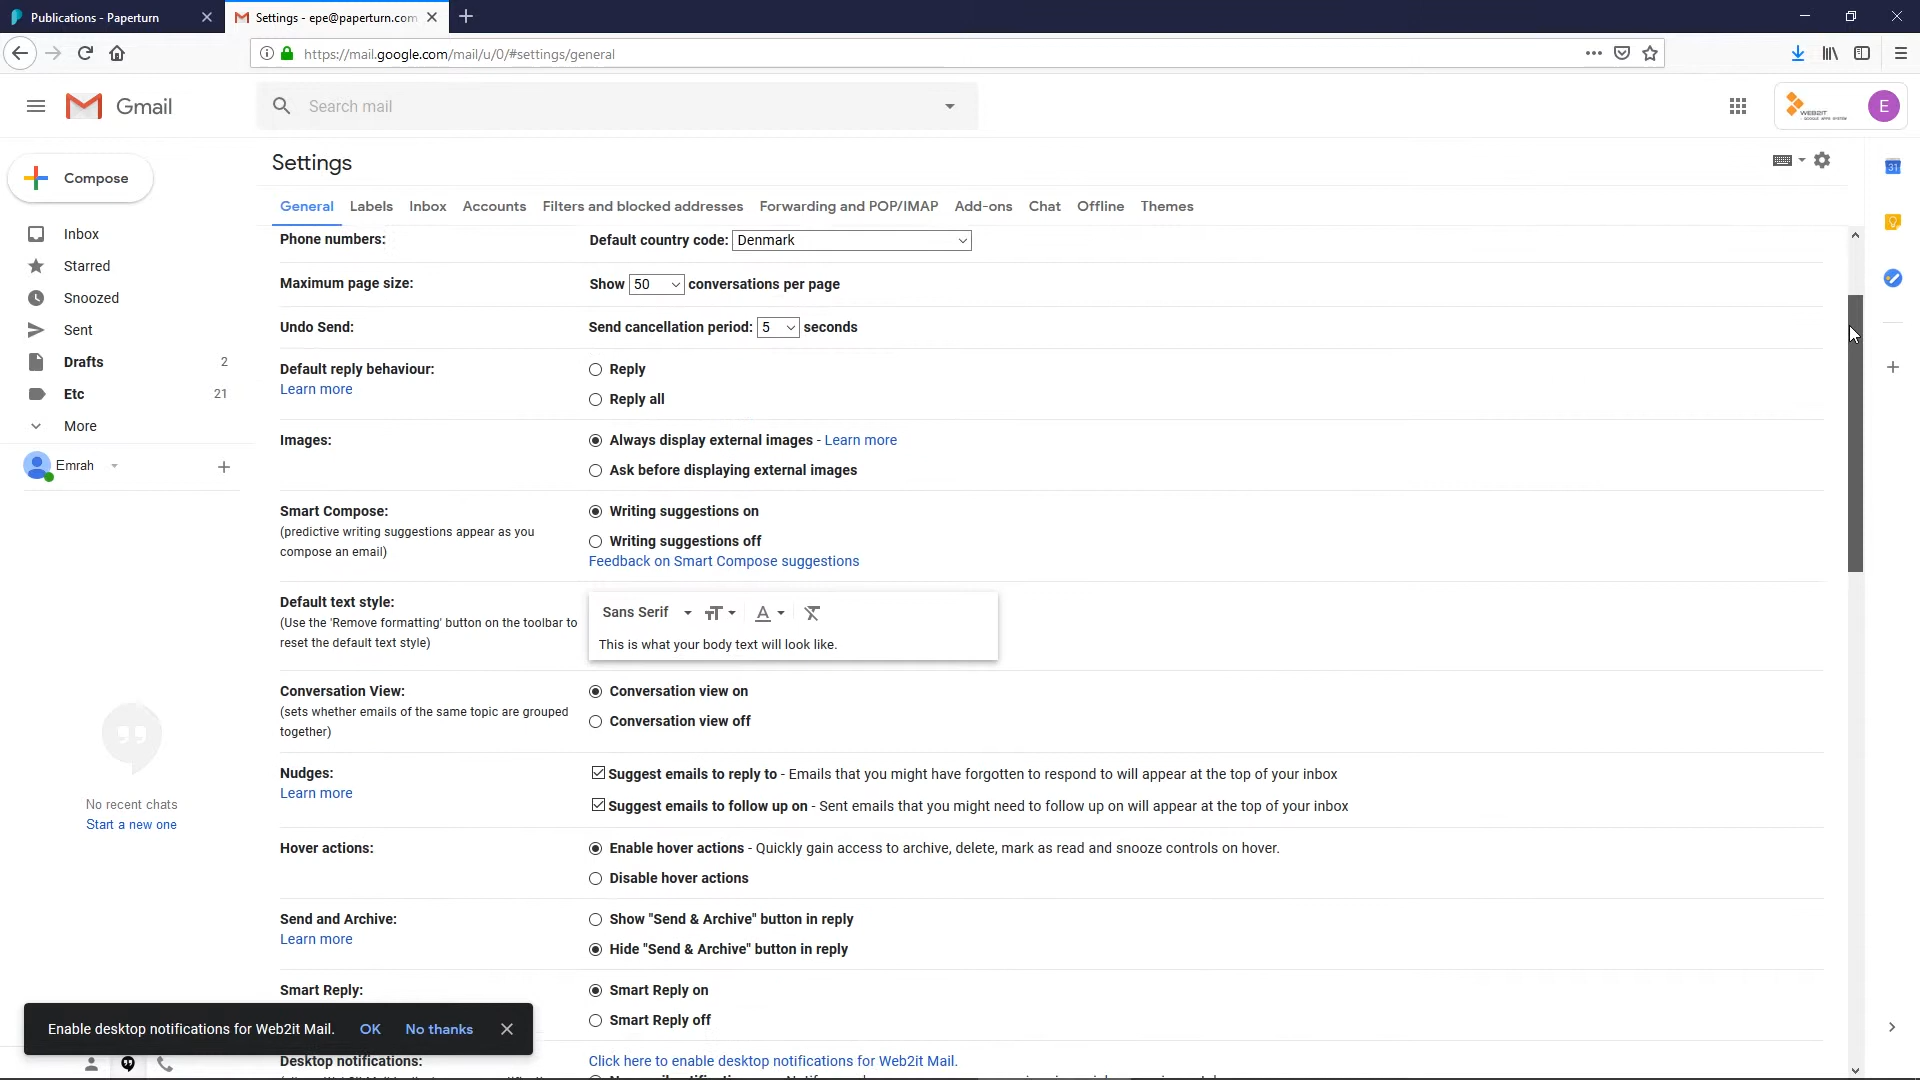 Publications - Paperturn
Settings - epe@paperturn.com
https://mail.google.com/mail/u/0/#settings/general
Gmail
Search mail
WEB2IT
E
Settings
Compose
General Labels Inbox Accounts Filters and blocked addresses Forwarding and POP/IMAP Add-ons Chat Offline Themes
Inbox
Starred
Snoozed
Sent
Drafts 2
Etc 21
More
Emrah
No recent chats
Start a new one
31
Phone numbers: Default country code: Denmark
Maximum page size: Show 50 conversations per page
Undo Send: Send cancellation period: 5 seconds
Default reply behaviour: Reply
Learn more
Reply all
Images: Always display external images - Learn more
Ask before displaying external images
Smart Compose: Writing suggestions on
(predictive writing suggestions appear as you
compose an email)
Writing suggestions off
Feedback on Smart Compose suggestions
Default text style: Sans Serif
(Use the 'Remove formatting' button on the toolbar to
reset the default text style)
This is what your body text will look like.
Conversation View: Conversation view on
(sets whether emails of the same topic are grouped
together)
Conversation view off
Nudges: Suggest emails to reply to - Emails that you might have forgotten to respond to will appear at the top of your inbox
Learn more
Suggest emails to follow up on - Sent emails that you might need to follow up on will appear at the top of your inbox
Hover actions: Enable hover actions - Quickly gain access to archive, delete, mark as read and snooze controls on hover.
Disable hover actions
Send and Archive: Show "Send & Archive" button in reply
Learn more
Hide "Send & Archive" button in reply
Smart Reply: Smart Reply on
Smart Reply off
Enable desktop notifications for Web2it Mail. OK No thanks
Desktop notifications: Click here to enable desktop notifications for Web2it Mail.